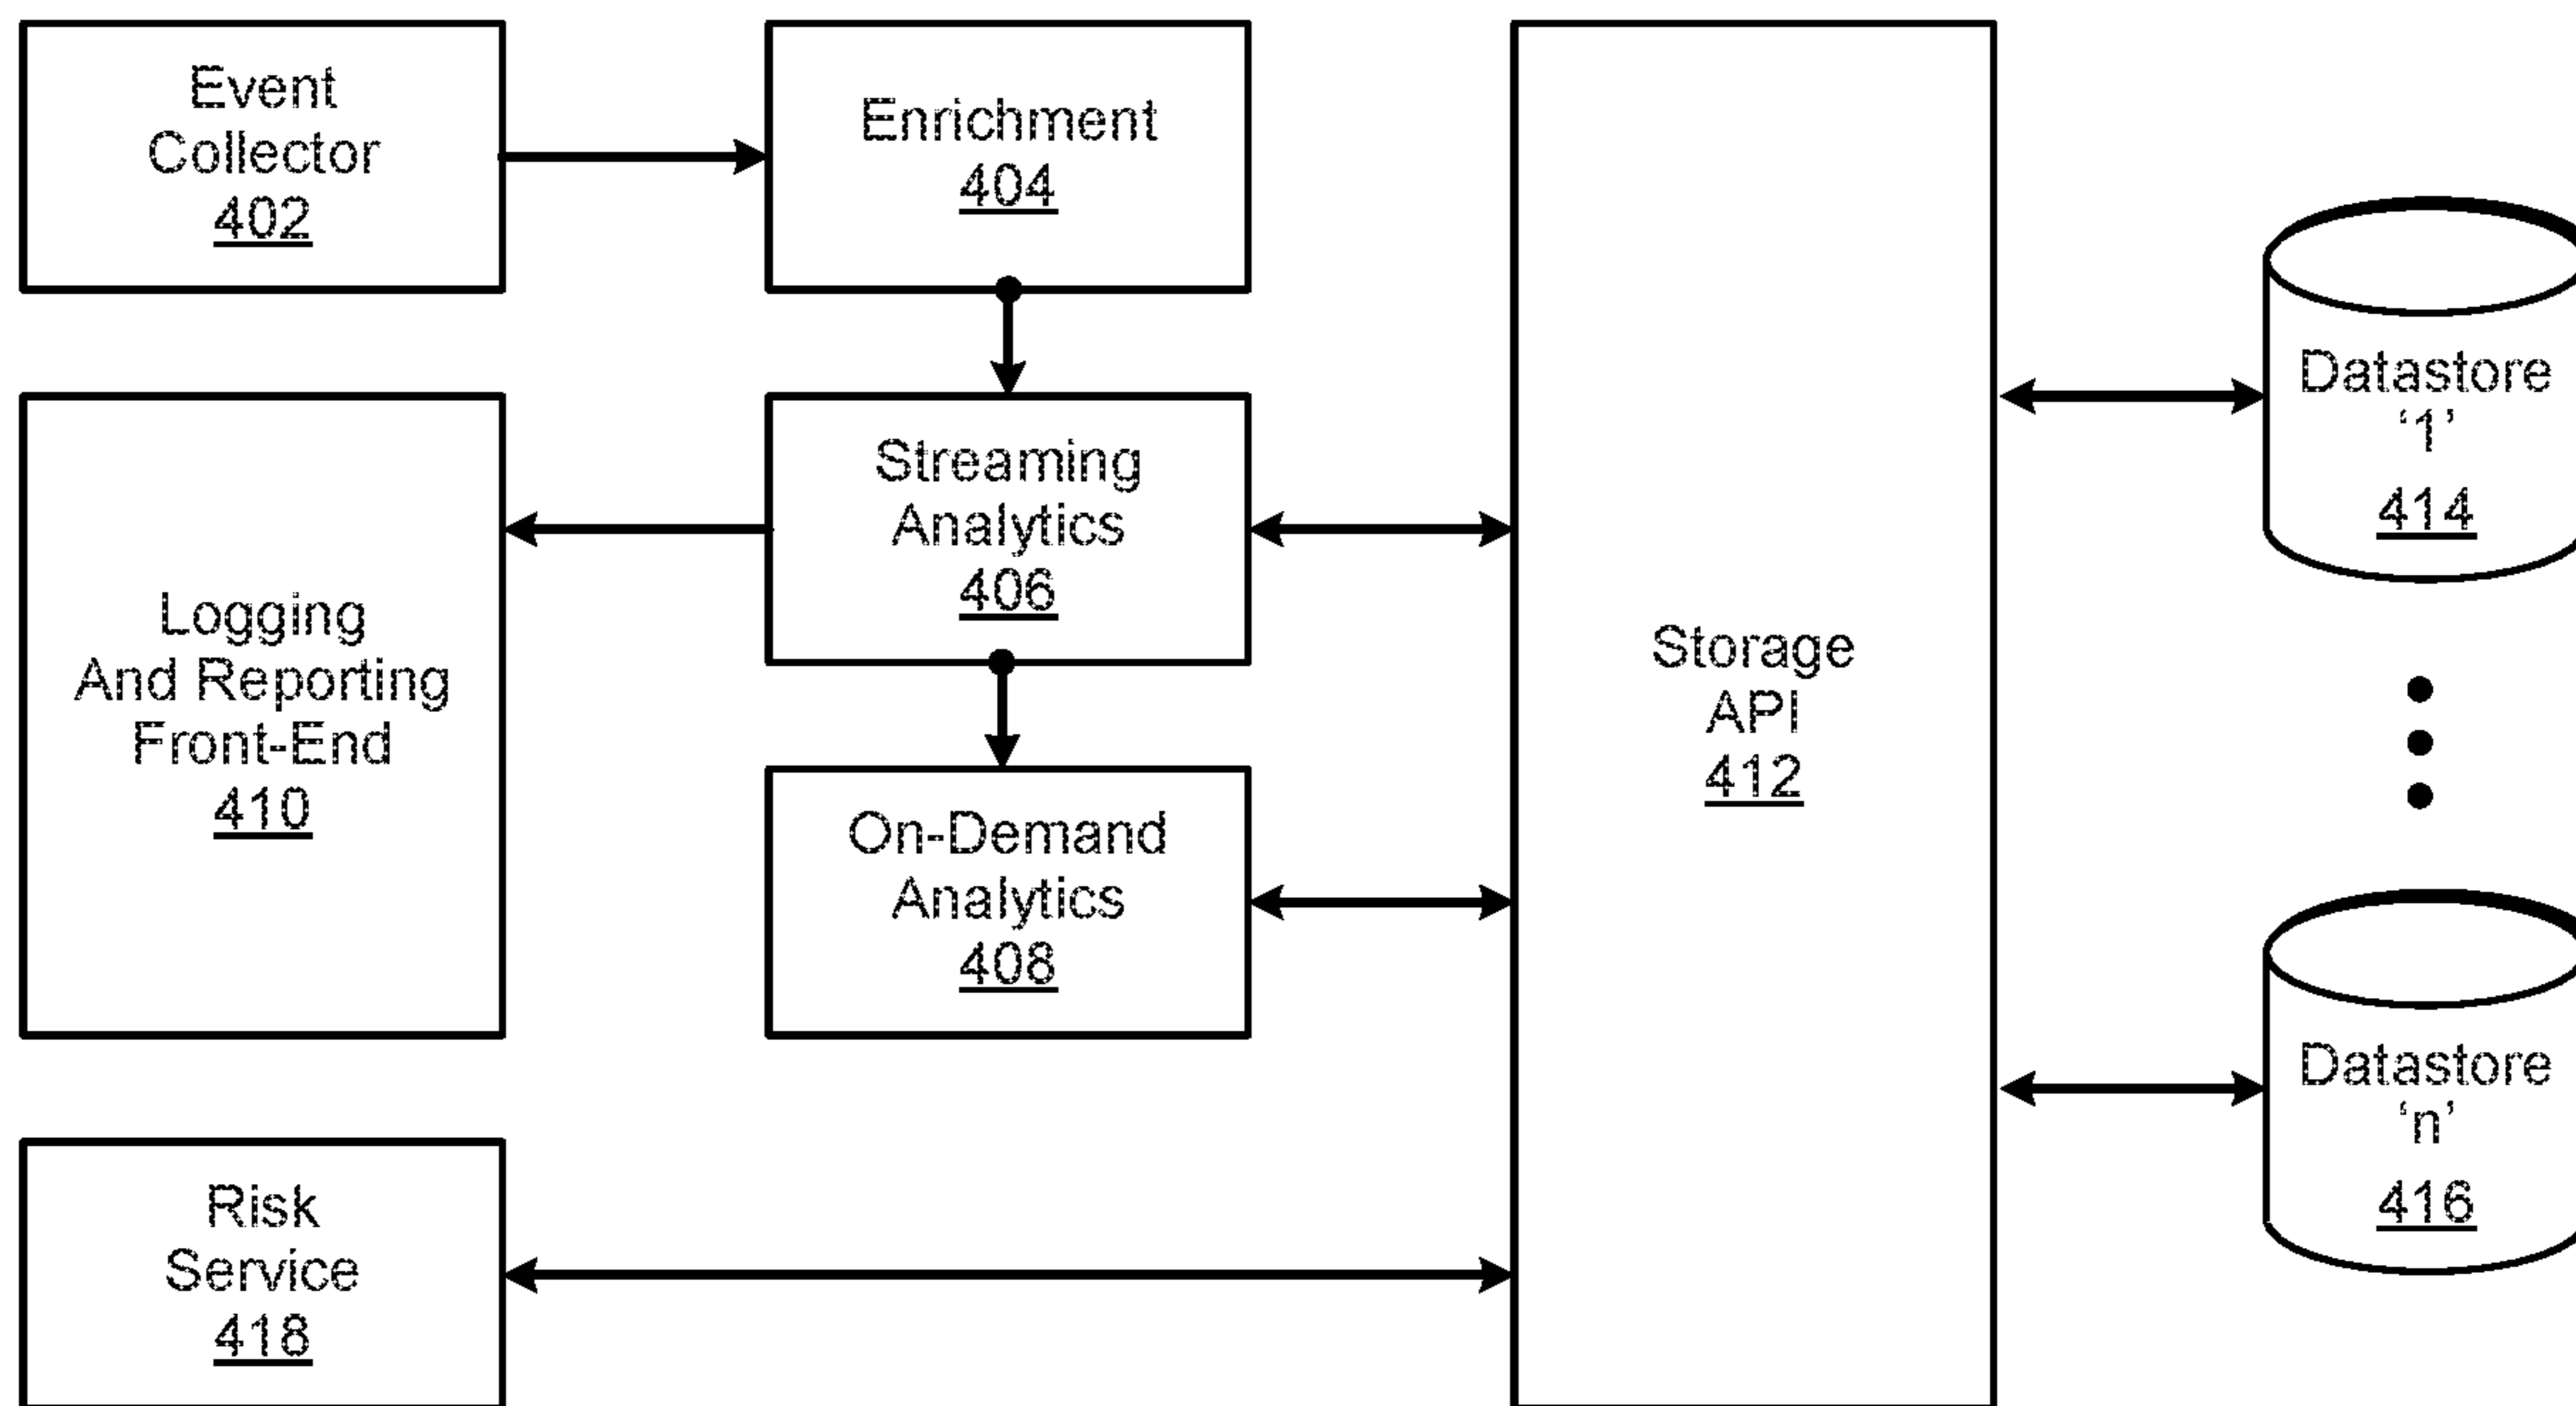 Event
Collector
402
Enrichment
404
Logging
And Reporting
Front-End
410
Streaming
Analytics
406
On-Demand
Analytics
408
Risk
Service
418
Storage
API
412
Datastore
‘1’
414
Datastore
‘n’
416